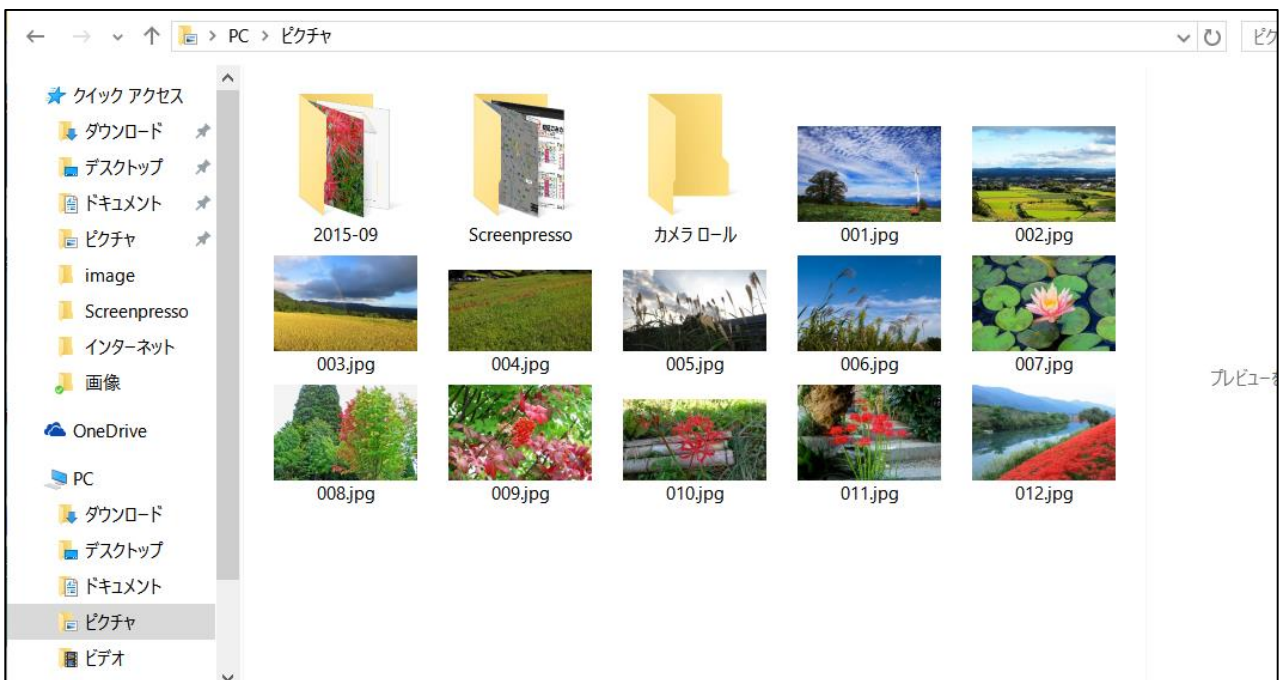 PC > ピクチャ
ピク
クイック アクセス
ダウンロード
デスクトップ
ドキュメント
ピクチャ
image
Screenpresso
インターネット
画像
OneDrive
PC
ダウンロード
デスクトップ
ドキュメント
ピクチャ
ビデオ
2015-09
Screenpresso
カメラ ロール
001.jpg
002.jpg
003.jpg
004.jpg
005.jpg
006.jpg
007.jpg
008.jpg
009.jpg
010.jpg
011.jpg
012.jpg
プレビューを